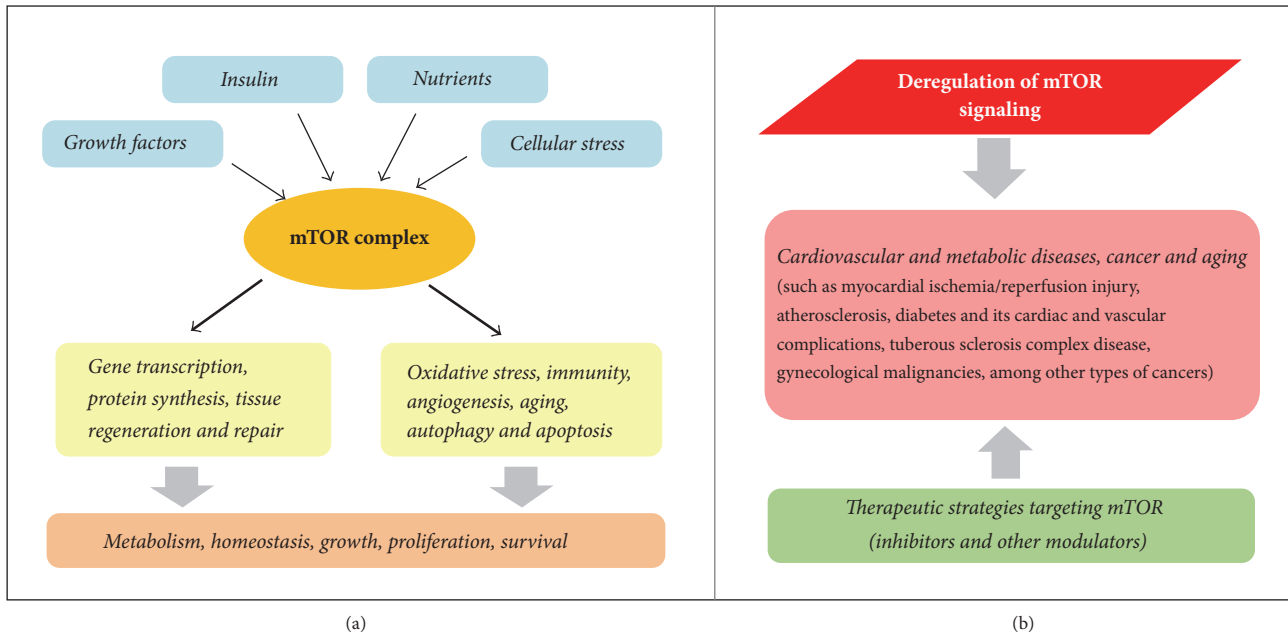 Insulin
Nutrients
Growth factors
Cellular stress
mTOR complex
Gene transcription,
protein synthesis, tissue
regeneration and repair
Oxidative stress, immunity,
angiogenesis, aging,
autophagy and apoptosis
Metabolism, homeostasis, growth, proliferation, survival
(a)
Deregulation of mTOR
signaling
Cardiovascular and metabolic diseases, cancer and aging
(such as myocardial ischemia/reperfusion injury,
atherosclerosis, diabetes and its cardiac and vascular
complications, tuberous sclerosis complex disease,
gynecological malignancies, among other types of cancers)
Therapeutic strategies targeting mTOR
(inhibitors and other modulators)
(b)